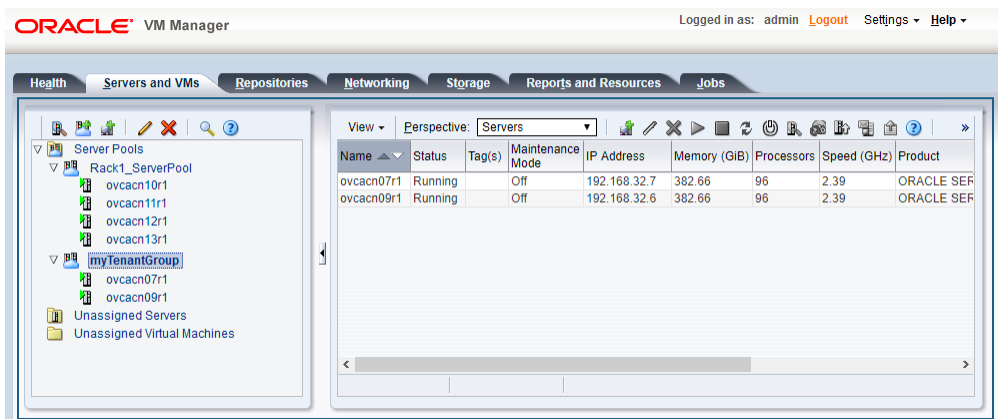 ORACLE® VM Manager
Logged in as: admin Logout Settings Help
Health Servers and VMs Repositories Networking Storage Reports and Resources Jobs
Server Pools
Rack1_ServerPool
ovcacn10r1
ovcacn11r1
ovcacn12r1
ovcacn13r1
myTenantGroup
ovcacn07r1
ovcacn09r1
Unassigned Servers
Unassigned Virtual Machines
View Perspective: Servers »
Name Status Tag(s) Maintenance Mode IP Address Memory (GiB) Processors Speed (GHz) Product
ovcacn07r1 Running Off 192.168.32.7 382.66 96 2.39 ORACLE SER
ovcacn09r1 Running Off 192.168.32.6 382.66 96 2.39 ORACLE SER